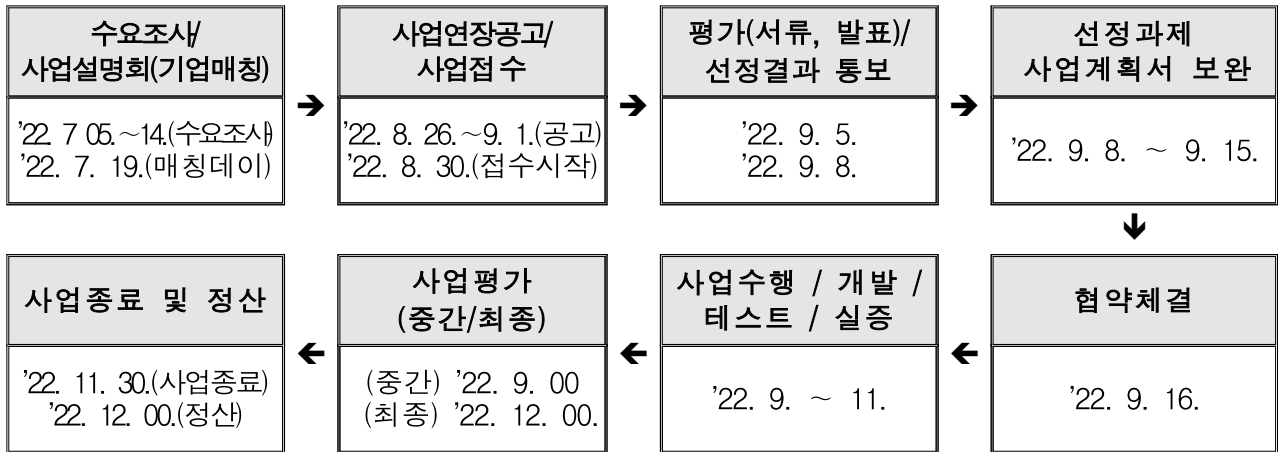 수요조사/
사업설명회(기업매칭)
'22. 7 05.~14.(수요조사)
'22. 7. 19.(매칭데이)
사업연장공고/
사업접수
'22. 8. 26.~9. 1.(공고)
'22. 8. 30.(접수시작)
평가(서류, 발표)/
선정결과 통보
'22. 9. 5.
'22. 9. 8.
선정과제
사업계획서 보완
'22. 9. 8. ~ 9. 15.
협약체결
'22. 9. 16.
사업수행 / 개발 /
테스트 / 실증
'22. 9. ~ 11.
사업평가
(중간/최종)
(중간) '22. 9. 00
(최종) '22. 12. 00.
사업종료 및 정산
'22. 11. 30.(사업종료)
'22. 12. 00.(정산)